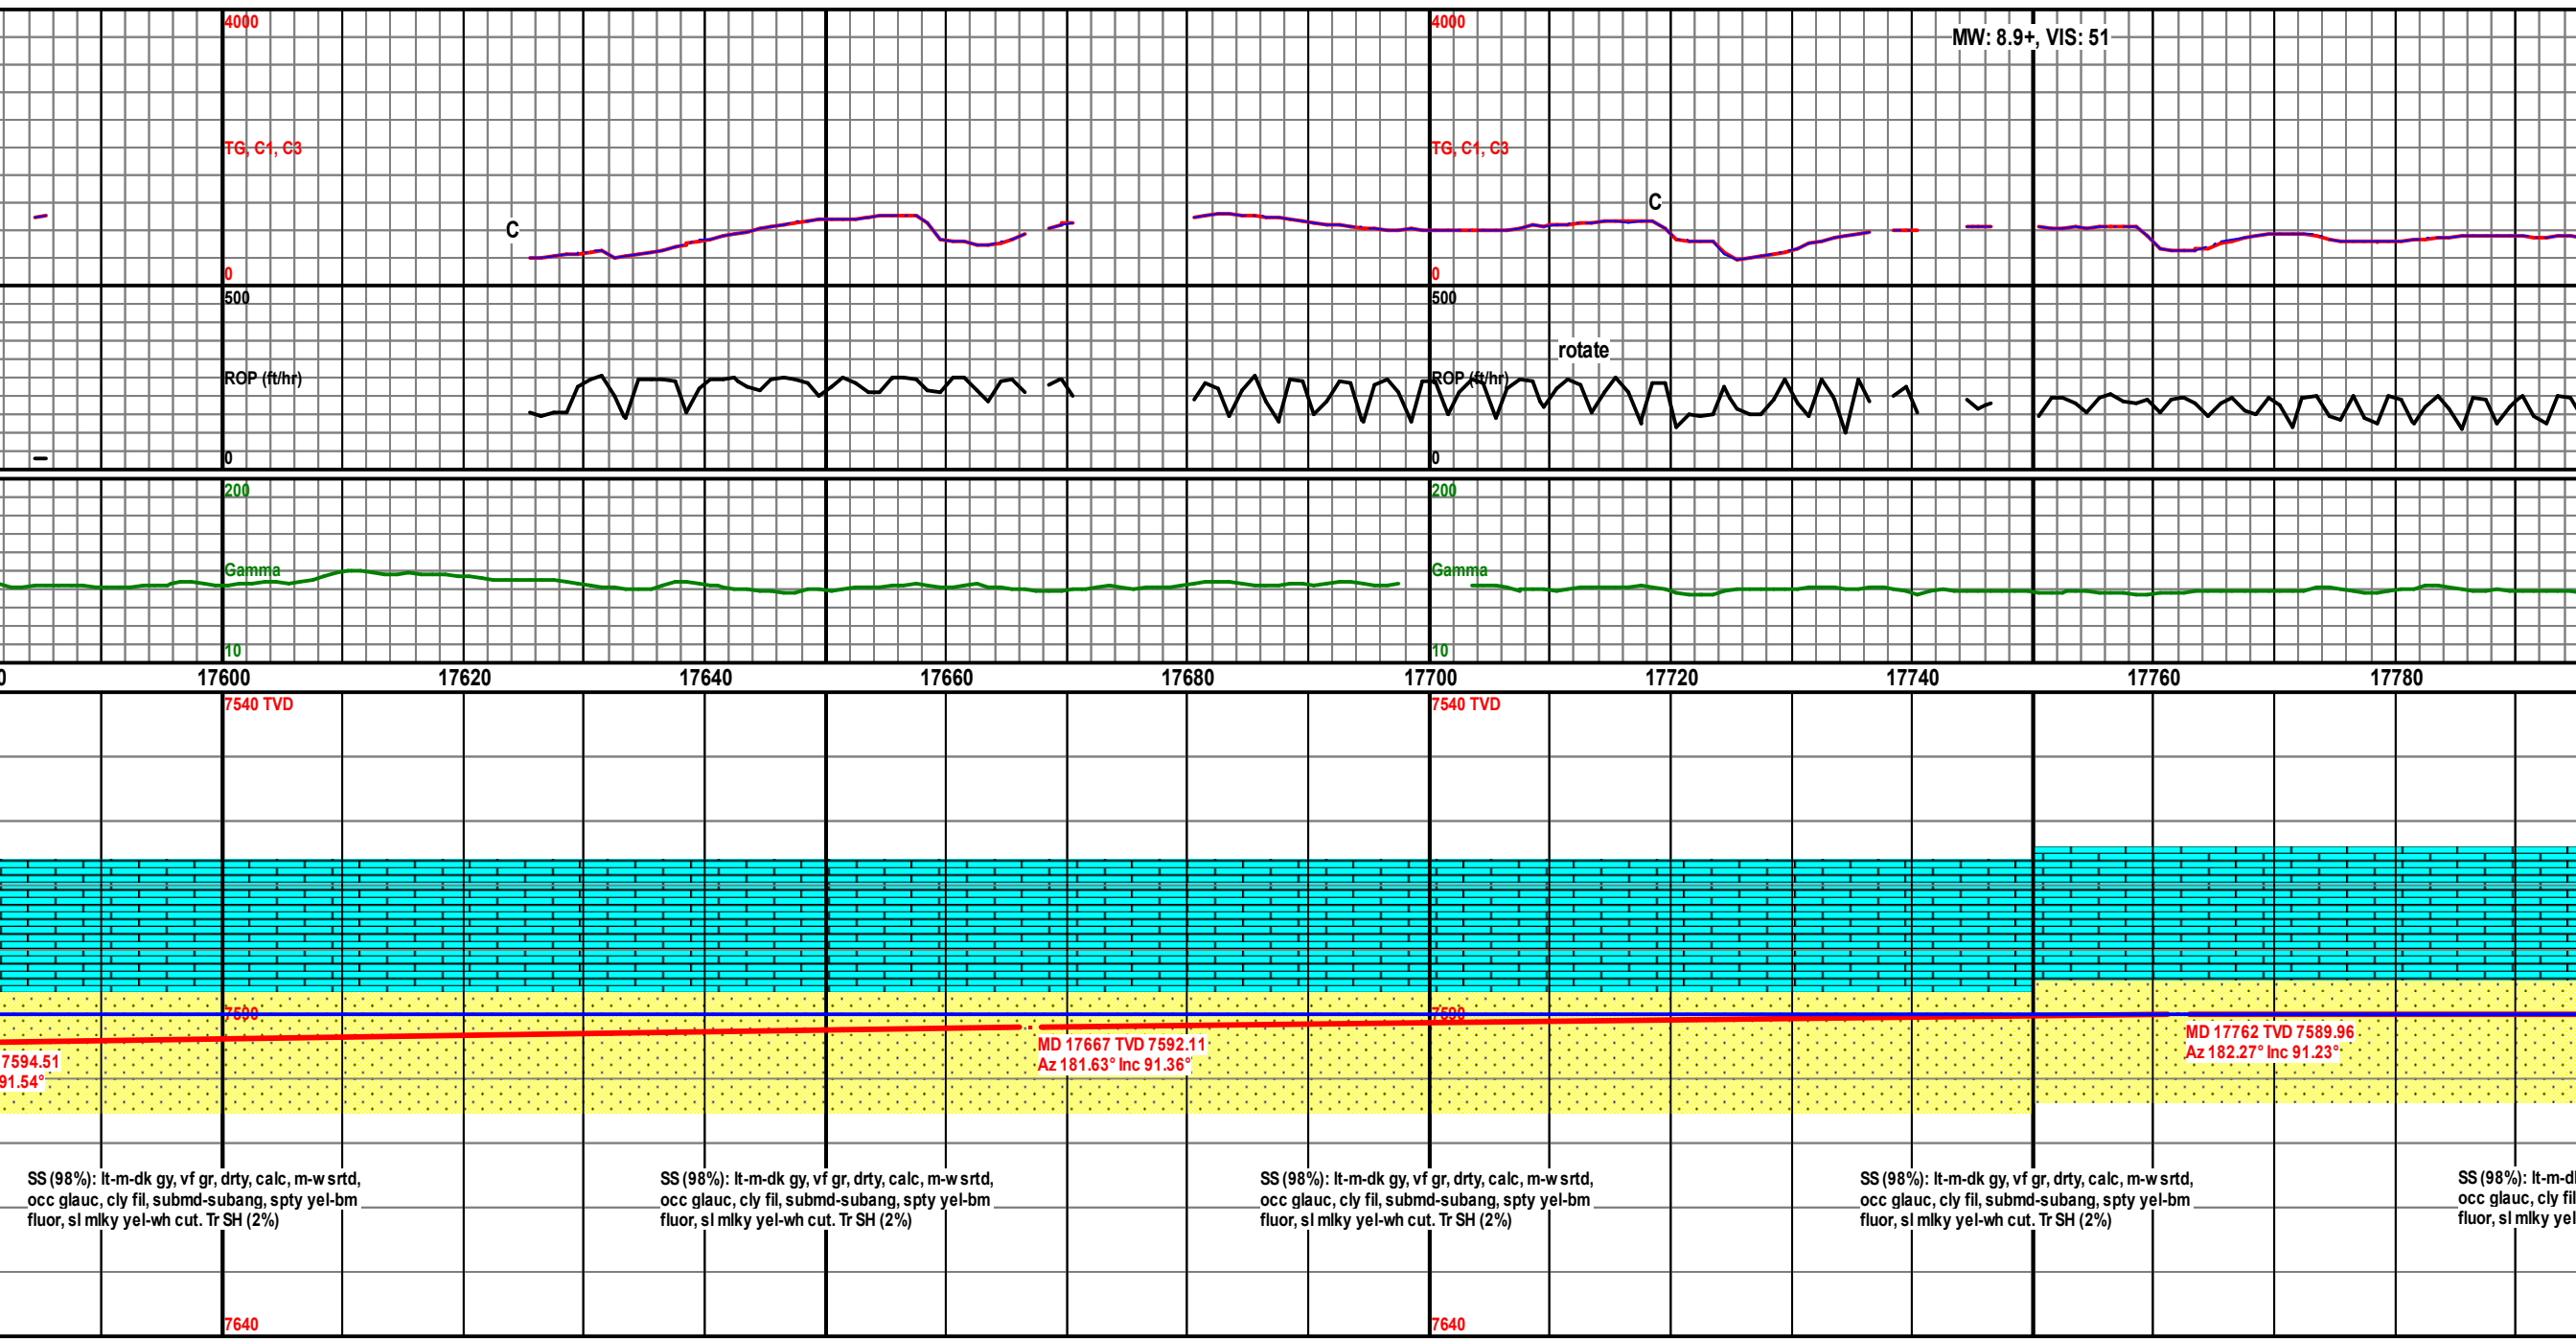 4000
4000
MW: 8.9+, VIS: 51
TG, C1, C3
TG, C1, C3
C
C
0
0
500
500
rotate
ROP (ft/hr)
ROP (ft/hr)
0
0
200
200
Gamma
Gamma
10
10
0 17600 17620 17640 17660 17680 17700 17720 17740 17760 17780
7540 TVD
7540 TVD
7590
7590
7594.51
91.54°
MD 17667 TVD 7592.11
Az 181.63° Inc 91.36°
MD 17762 TVD 7589.96
Az 182.27° Inc 91.23°
SS (98%): lt-m-dk gy, vf gr, drty, calc, m-w srtd,
occ glauc, cly fil, submd-subang, spty yel-bm
fluor, sl mlky yel-wh cut. Tr SH (2%)
SS (98%): lt-m-dk gy, vf gr, drty, calc, m-w srtd,
occ glauc, cly fil, submd-subang, spty yel-bm
fluor, sl mlky yel-wh cut. Tr SH (2%)
SS (98%): lt-m-dk gy, vf gr, drty, calc, m-w srtd,
occ glauc, cly fil, submd-subang, spty yel-bm
fluor, sl mlky yel-wh cut. Tr SH (2%)
SS (98%): lt-m-dk gy, vf gr, drty, calc, m-w srtd,
occ glauc, cly fil, submd-subang, spty yel-bm
fluor, sl mlky yel-wh cut. Tr SH (2%)
SS (98%): lt-m-d
occ glauc, cly fil
fluor, sl mlky yel
7640
7640